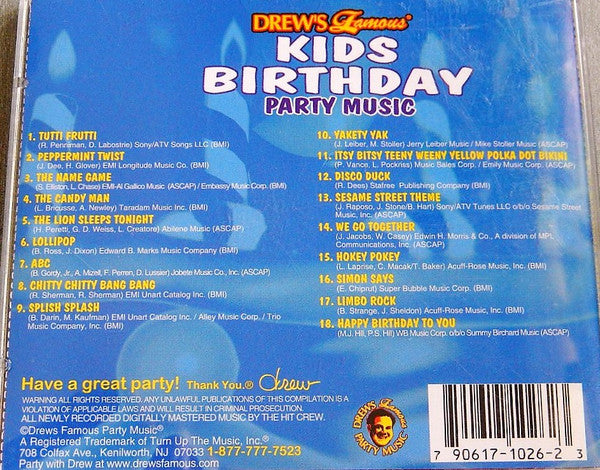 DREW'S Famous®
KIDS
BIRTHDAY
PARTY MUSIC
1. TUTTI FRUTTI
(R. Penniman, D. Labostrie) Sony/ATV Songs LLC (BMI)
2. PEPPERMINT TWIST
(J. Dee, H. Glover) EMI Longitude Music Co. (BMI)
3. THE NAME GAME
(S. Elleston, L. Chase) EMI-Al Gallico Music (ASCAP) / Embassy Music Corp. (BMI)
4. THE CANDY MAN
(L. Bricusse, A. Newley) Taradam Music Inc. (BMI)
5. THE LION SLEEPS TONIGHT
(H. Peretti, G. D. Weiss, L. Creatore) Abilene Music (ASCAP)
6. LOLLIPOP
(B. Ross, J. Dixon) Edward B. Marks Music Company (BMI)
7. ABC
(B. Gordy, Jr., A. Mizell, F. Perren, D. Lussier) Jobete Music Co., Inc. (ASCAP)
8. CHITTY CHITTY BANG BANG
(R. Sherman, R. Sherman) EMI Unart Catalog Inc. (BMI)
9. SPLISH SPLASH
(B. Darin, M. Kaufman) EMI Unart Catalog Inc. / Alley Music Corp. / Trio
Music Company, Inc. (BMI)
10. YAKETY YAK
(J. Leiber, M. Stoller) Jerry Leiber Music / Mike Stoller Music (ASCAP)
11. ITSY BITSY TEENY WEENY YELLOW POLKA DOT BIKINI
(P. Vance, L. Pockriss) Music Sales Corp. / Emily Music Corp. (ASCAP)
12. DISCO DUCK
(R. Dees) Stafree Publishing Company (BMI)
13. SESAME STREET THEME
(J. Raposo, J. Stone/B. Hart) Sony/ATV Tunes LLC o/b/o Sesame Street
Music, Inc. (ASCAP)
14. WE GO TOGETHER
(J. Jacobs, W. Casey) Edwin H. Morris & Co., A division of MPL
Communications, Inc. (ASCAP)
15. HOKEY POKEY
(L. Laprise, C. Macak/T. Baker) Acuff-Rose Music, Inc. (BMI)
16. SIMON SAYS
(E. Chiprut) Super Bubble Music Corp. (BMI)
17. LIMBO ROCK
(B. Strange, J. Sheldon) Acuff-Rose Music, Inc. (BMI)
18. HAPPY BIRTHDAY TO YOU
(M.J. Hill, P.S. Hill) WB Music Corp. o/b/o Summy Birchard Music (ASCAP)
Have a great party! Thank You.® Drew
WARNING ALL RIGHTS RESERVED. ANY UNLAWFUL PUBLICATIONS OF THIS COMPILATION IS A
VIOLATION OF APPLICABLE LAWS AND WILL RESULT IN CRIMINAL PROSECUTION.
ALL NEWLY RECORDED DIGITALLY MASTERED MUSIC BY THE HIT CREW.
©Drews Famous Party Music®
A Registered Trademark of Turn Up The Music, Inc.®
708 Colfax Ave., Kenilworth, NJ 07033 1-877-777-7523
Party with Drew at www.drewsfamous.com
DREW'S Famous
PARTY MUSIC
7 90617-1026-2 3